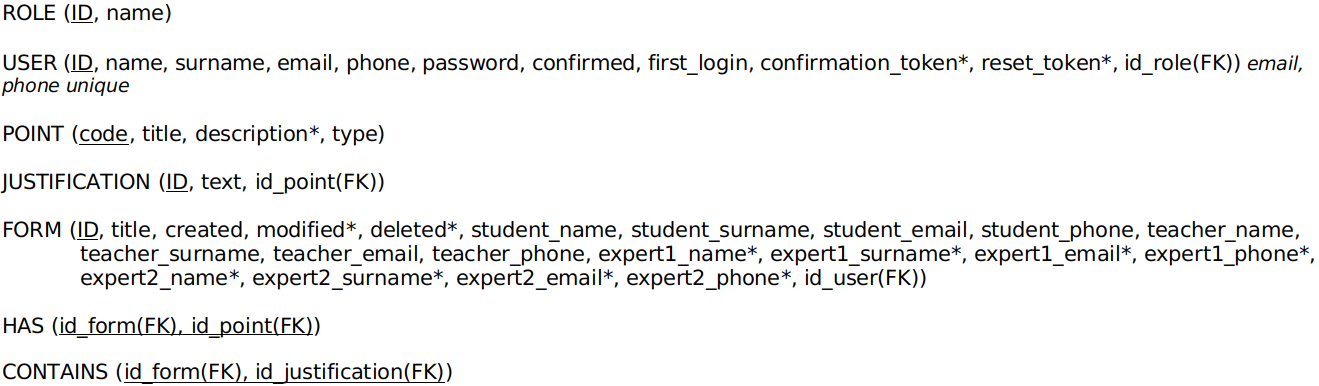 ROLE (ID, name)
USER (ID, name, surname, email, phone, password, confirmed, first_login, confirmation_token*, reset_token*, id_role(FK)) email,
phone unique
POINT (code, title, description*, type)
JUSTIFICATION (ID, text, id_point(FK))
FORM (ID, title, created, modified*, deleted*, student_name, student_surname, student_email, student_phone, teacher_name,
teacher_surname, teacher_email, teacher_phone, expert1_name*, expert1_surname*, expert1_email*, expert1_phone*,
expert2_name*, expert2_surname*, expert2_email*, expert2_phone*, id_user(FK))
HAS (id_form(FK), id_point(FK))
CONTAINS (id_form(FK), id_justification(FK))